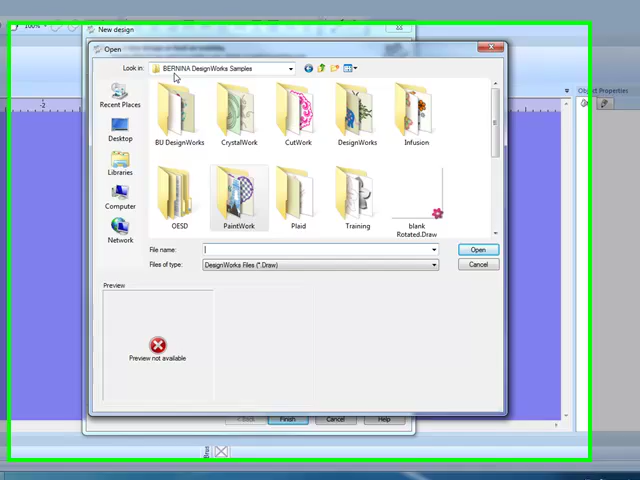 100%
New design
Open
Look in:
BERNINA DesignWorks Samples
Object Properties
-2
Recent Places
Desktop
Libraries
Computer
Network
BU DesignWorks
CrystalWork
CutWork
DesignWorks
Infusion
OESD
PaintWork
Plaid
Training
blank
Rotated.Draw
File name:
Open
Files of type:
DesignWorks Files (*.Draw)
Cancel
Preview
Preview not available
< Back
Finish
Cancel
Help